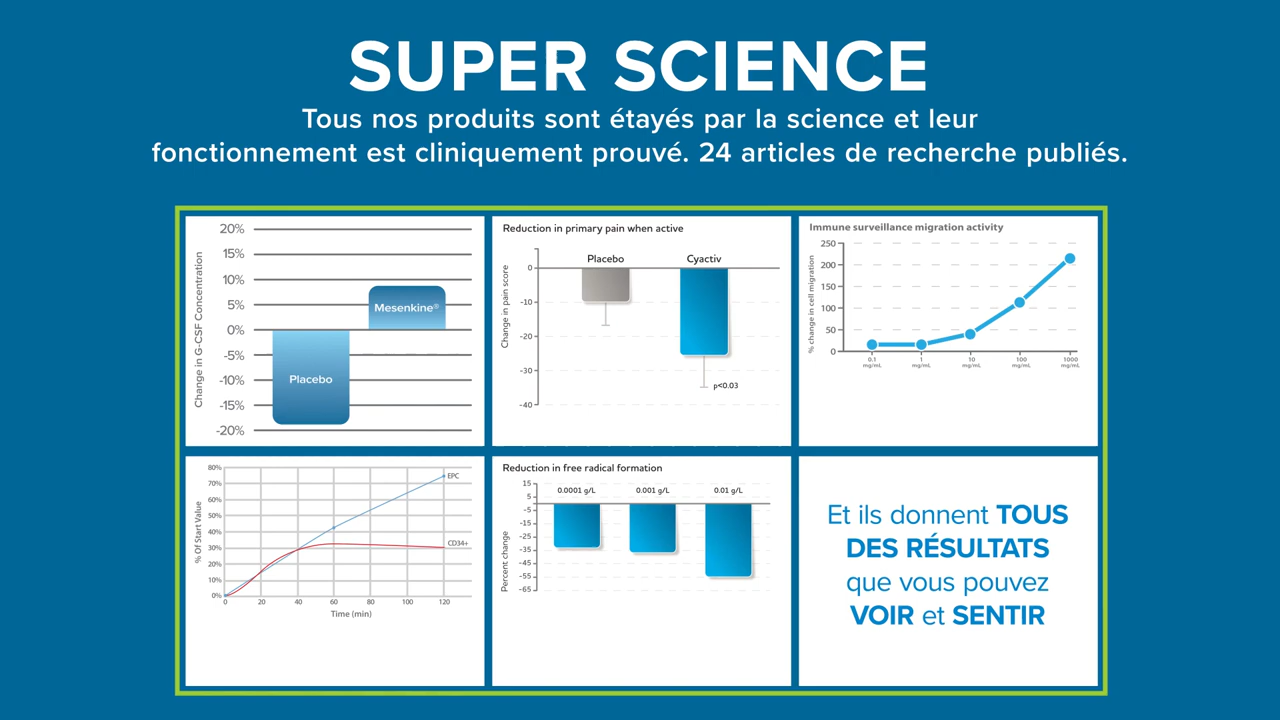 SUPER SCIENCE
Tous nos produits sont étayés par la science et leur
fonctionnement est cliniquement prouvé. 24 articles de recherche publiés.
Change in G-CSF Concentration
20%
15%
10%
5%
0%
-5%
-10%
-15%
-20%
Mesenkine®
Placebo
Reduction in primary pain when active
Change in pain score
Placebo
Cyactiv
0
-10
-20
-30
-40
p<0.03
Immune surveillance migration activity
% change in cell migration
250
200
150
100
50
0
0.1 1 10 100 1000
mg/mL mg/mL mg/mL mg/mL mg/mL
% Of Start Value
80%
70%
60%
50%
40%
30%
20%
10%
0%
EPC
CD34+
0 20 40 60 80 100 120
Time (min)
Reduction in free radical formation
Percent change
15
5
-5
-15
-25
-35
-45
-55
-65
0.0001 g/L 0.001 g/L 0.01 g/L
Et ils donnent TOUS
DES RÉSULTATS
que vous pouvez
VOIR et SENTIR